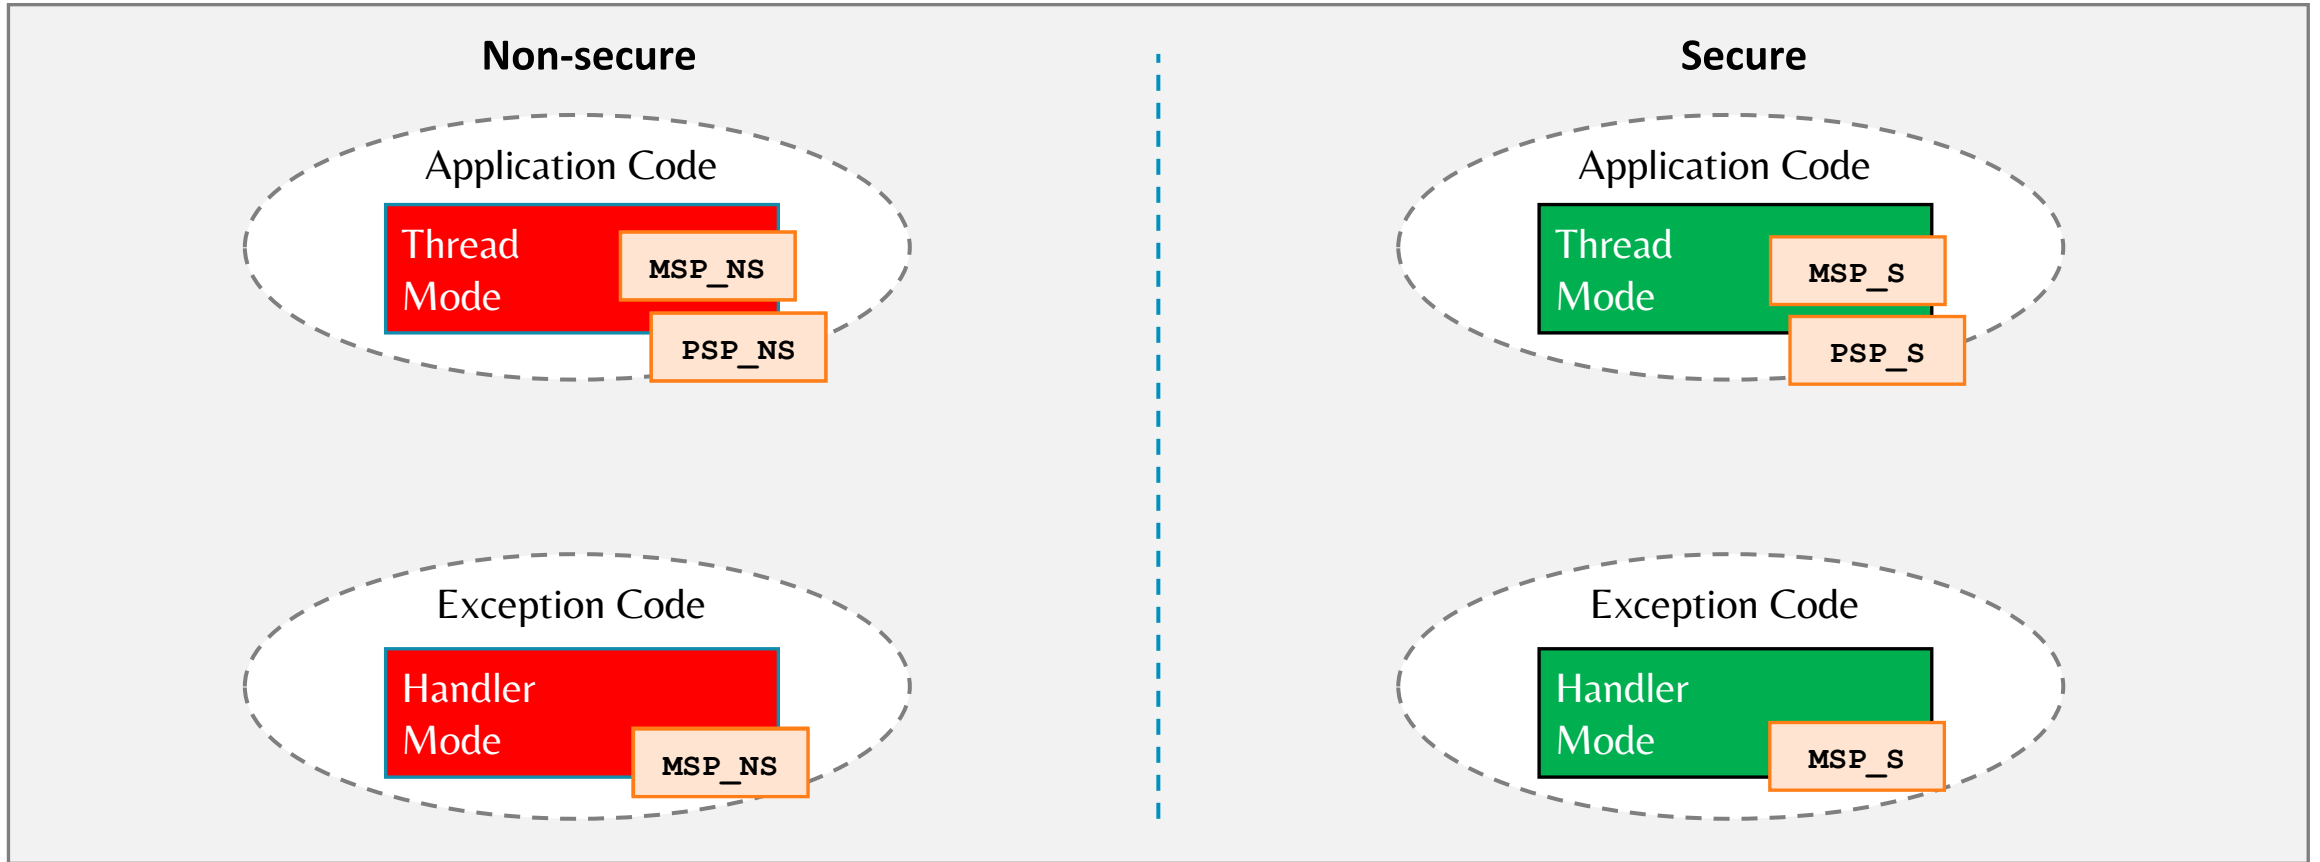 Non-secure
Application Code
Thread
Mode
MSP_NS
PSP_NS
Exception Code
Handler
Mode
MSP_NS
Secure
Application Code
Thread
Mode
MSP_S
PSP_S
Exception Code
Handler
Mode
MSP_S